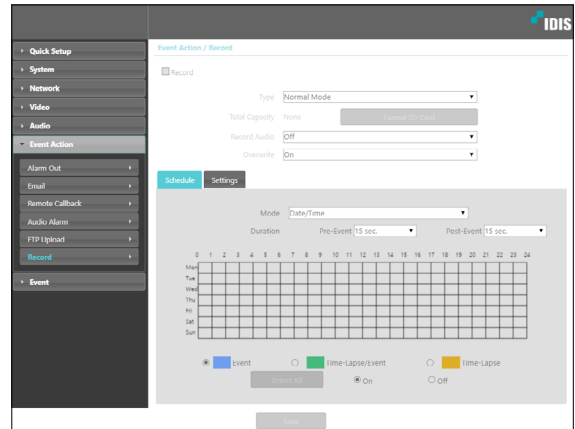 IDIS
Quick Setup
System
Network
Video
Audio
Event Action
Alarm Out
Email
Remote Callback
Audio Alarm
FTP Upload
Record
Event
Event Action / Record
Record
Type Normal Mode
Total Capacity None Format SD Card
Record Audio Off
Overwrite On
Schedule Settings
Mode Date/Time
Duration Pre-Event 15 sec. Post-Event 15 sec.
0 1 2 3 4 5 6 7 8 9 10 11 12 13 14 15 16 17 18 19 20 21 22 23 24
Mon
Tue
Wed
Thu
Fri
Sat
Sun
Event Time-Lapse/Event Time-Lapse
Select All On Off
Save